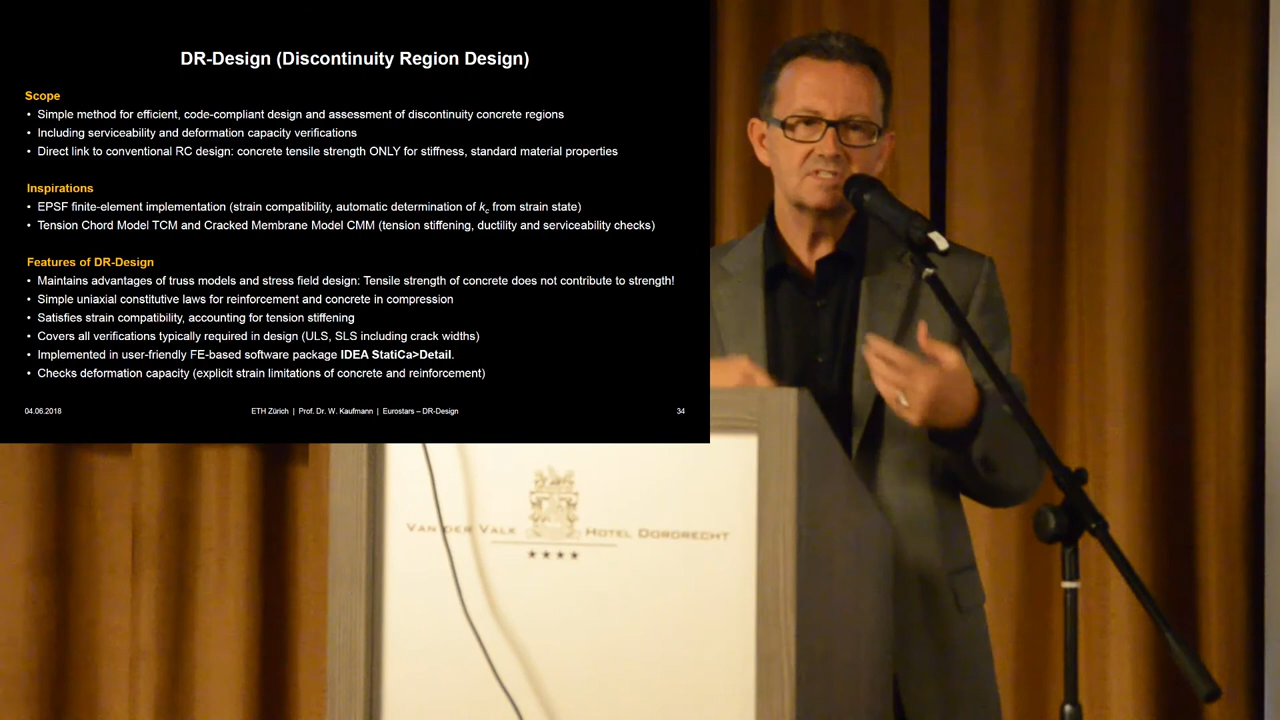 DR-Design (Discontinuity Region Design)
Scope
• Simple method for efficient, code-compliant design and assessment of discontinuity concrete regions
• Including serviceability and deformation capacity verifications
• Direct link to conventional RC design: concrete tensile strength ONLY for stiffness, standard material properties
Inspirations
• EPSF finite-element implementation (strain compatibility, automatic determination of kc from strain state)
• Tension Chord Model TCM and Cracked Membrane Model CMM (tension stiffening, ductility and serviceability checks)
Features of DR-Design
• Maintains advantages of truss models and stress field design: Tensile strength of concrete does not contribute to strength!
• Simple uniaxial constitutive laws for reinforcement and concrete in compression
• Satisfies strain compatibility, accounting for tension stiffening
• Covers all verifications typically required in design (ULS, SLS including crack widths)
• Implemented in user-friendly FE-based software package IDEA StatiCa>Detail.
• Checks deformation capacity (explicit strain limitations of concrete and reinforcement)
04.06.2018 ETH Zürich | Prof. Dr. W. Kaufmann | Eurostars – DR-Design 34
VAN DER VALK HOTEL DORDRECHT